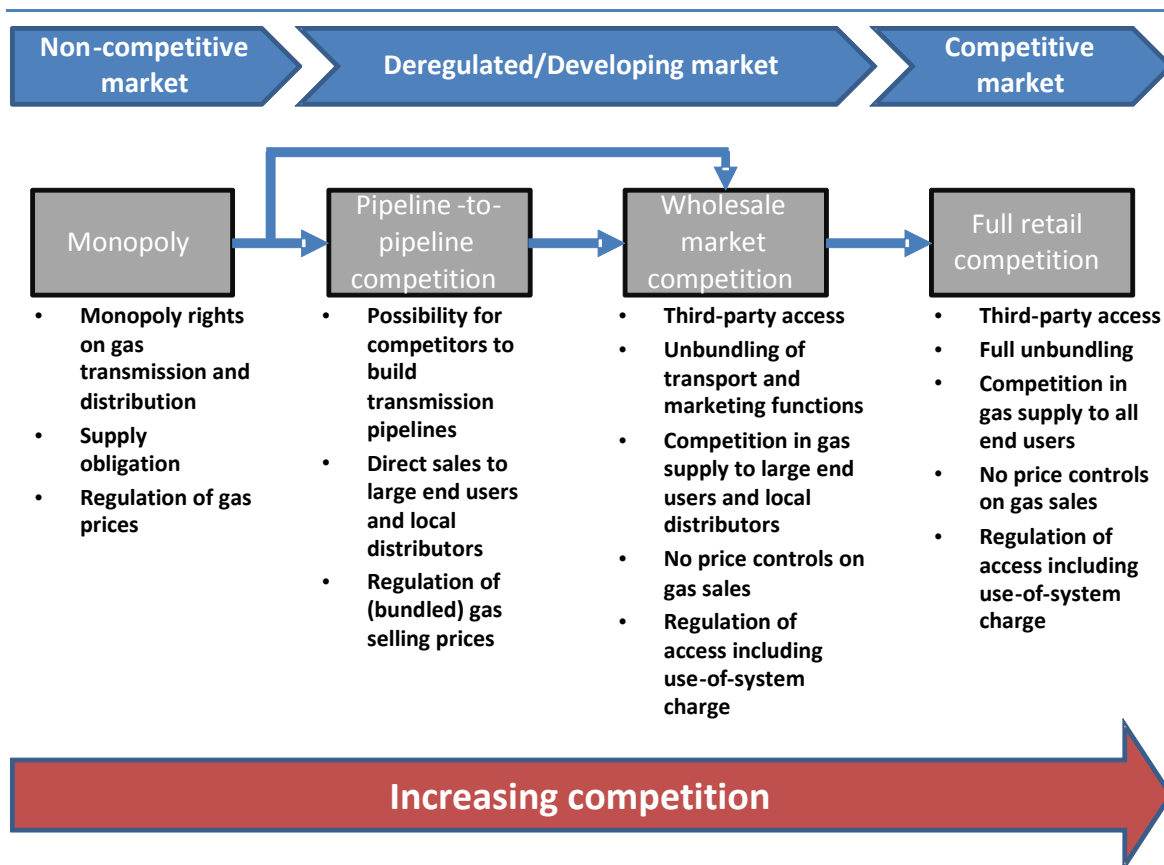 Non-competitive
market
Deregulated/Developing market
Competitive
market
Monopoly
Pipeline -to-
pipeline
competition
Wholesale
market
competition
Full retail
competition
• Monopoly rights
on gas
transmission and
distribution
• Supply
obligation
• Regulation of gas
prices
• Possibility for
competitors to
build
transmission
pipelines
• Direct sales to
large end users
and local
distributors
• Regulation of
(bundled) gas
selling prices
• Third-party access
• Unbundling of
transport and
marketing functions
• Competition in gas
supply to large end
users and local
distributors
• No price controls on
gas sales
• Regulation of
access including
use-of-system
charge
• Third-party access
• Full unbundling
• Competition in
gas supply to all
end users
• No price controls
on gas sales
• Regulation of
access including
use-of-system
charge
Increasing competition